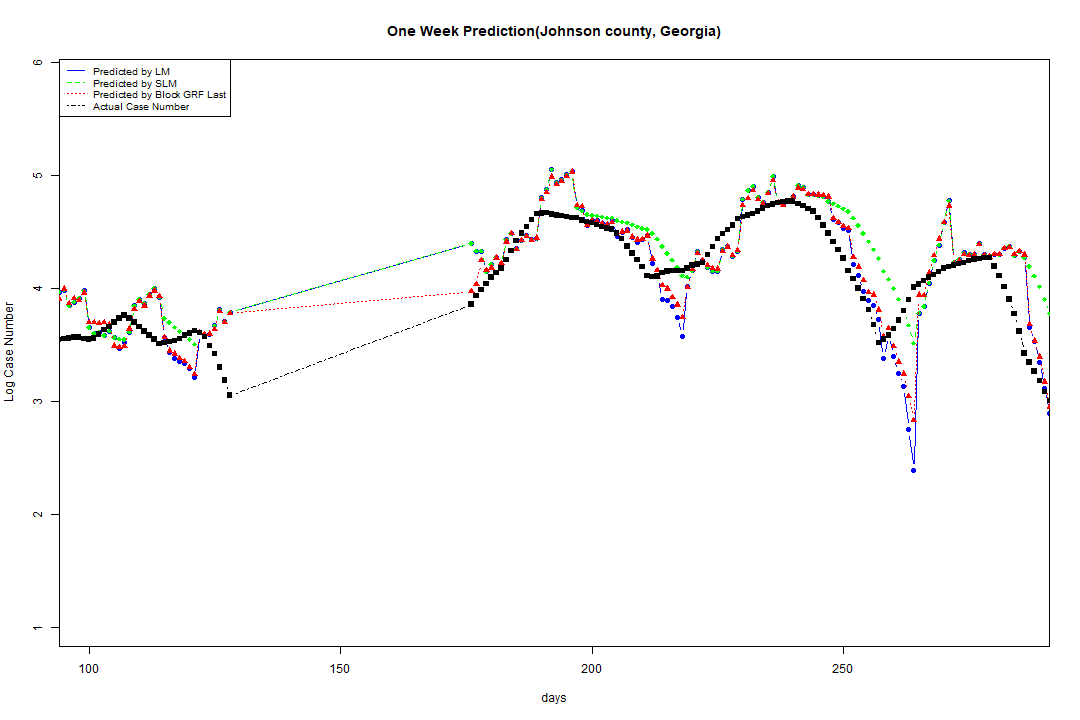 One Week Prediction(Johnson county, Georgia)
Predicted by LM
Predicted by SLM
Predicted by Block GRF Last
Actual Case Number
Log Case Number
6
5
4
3
2
1
100 150 200 250
days